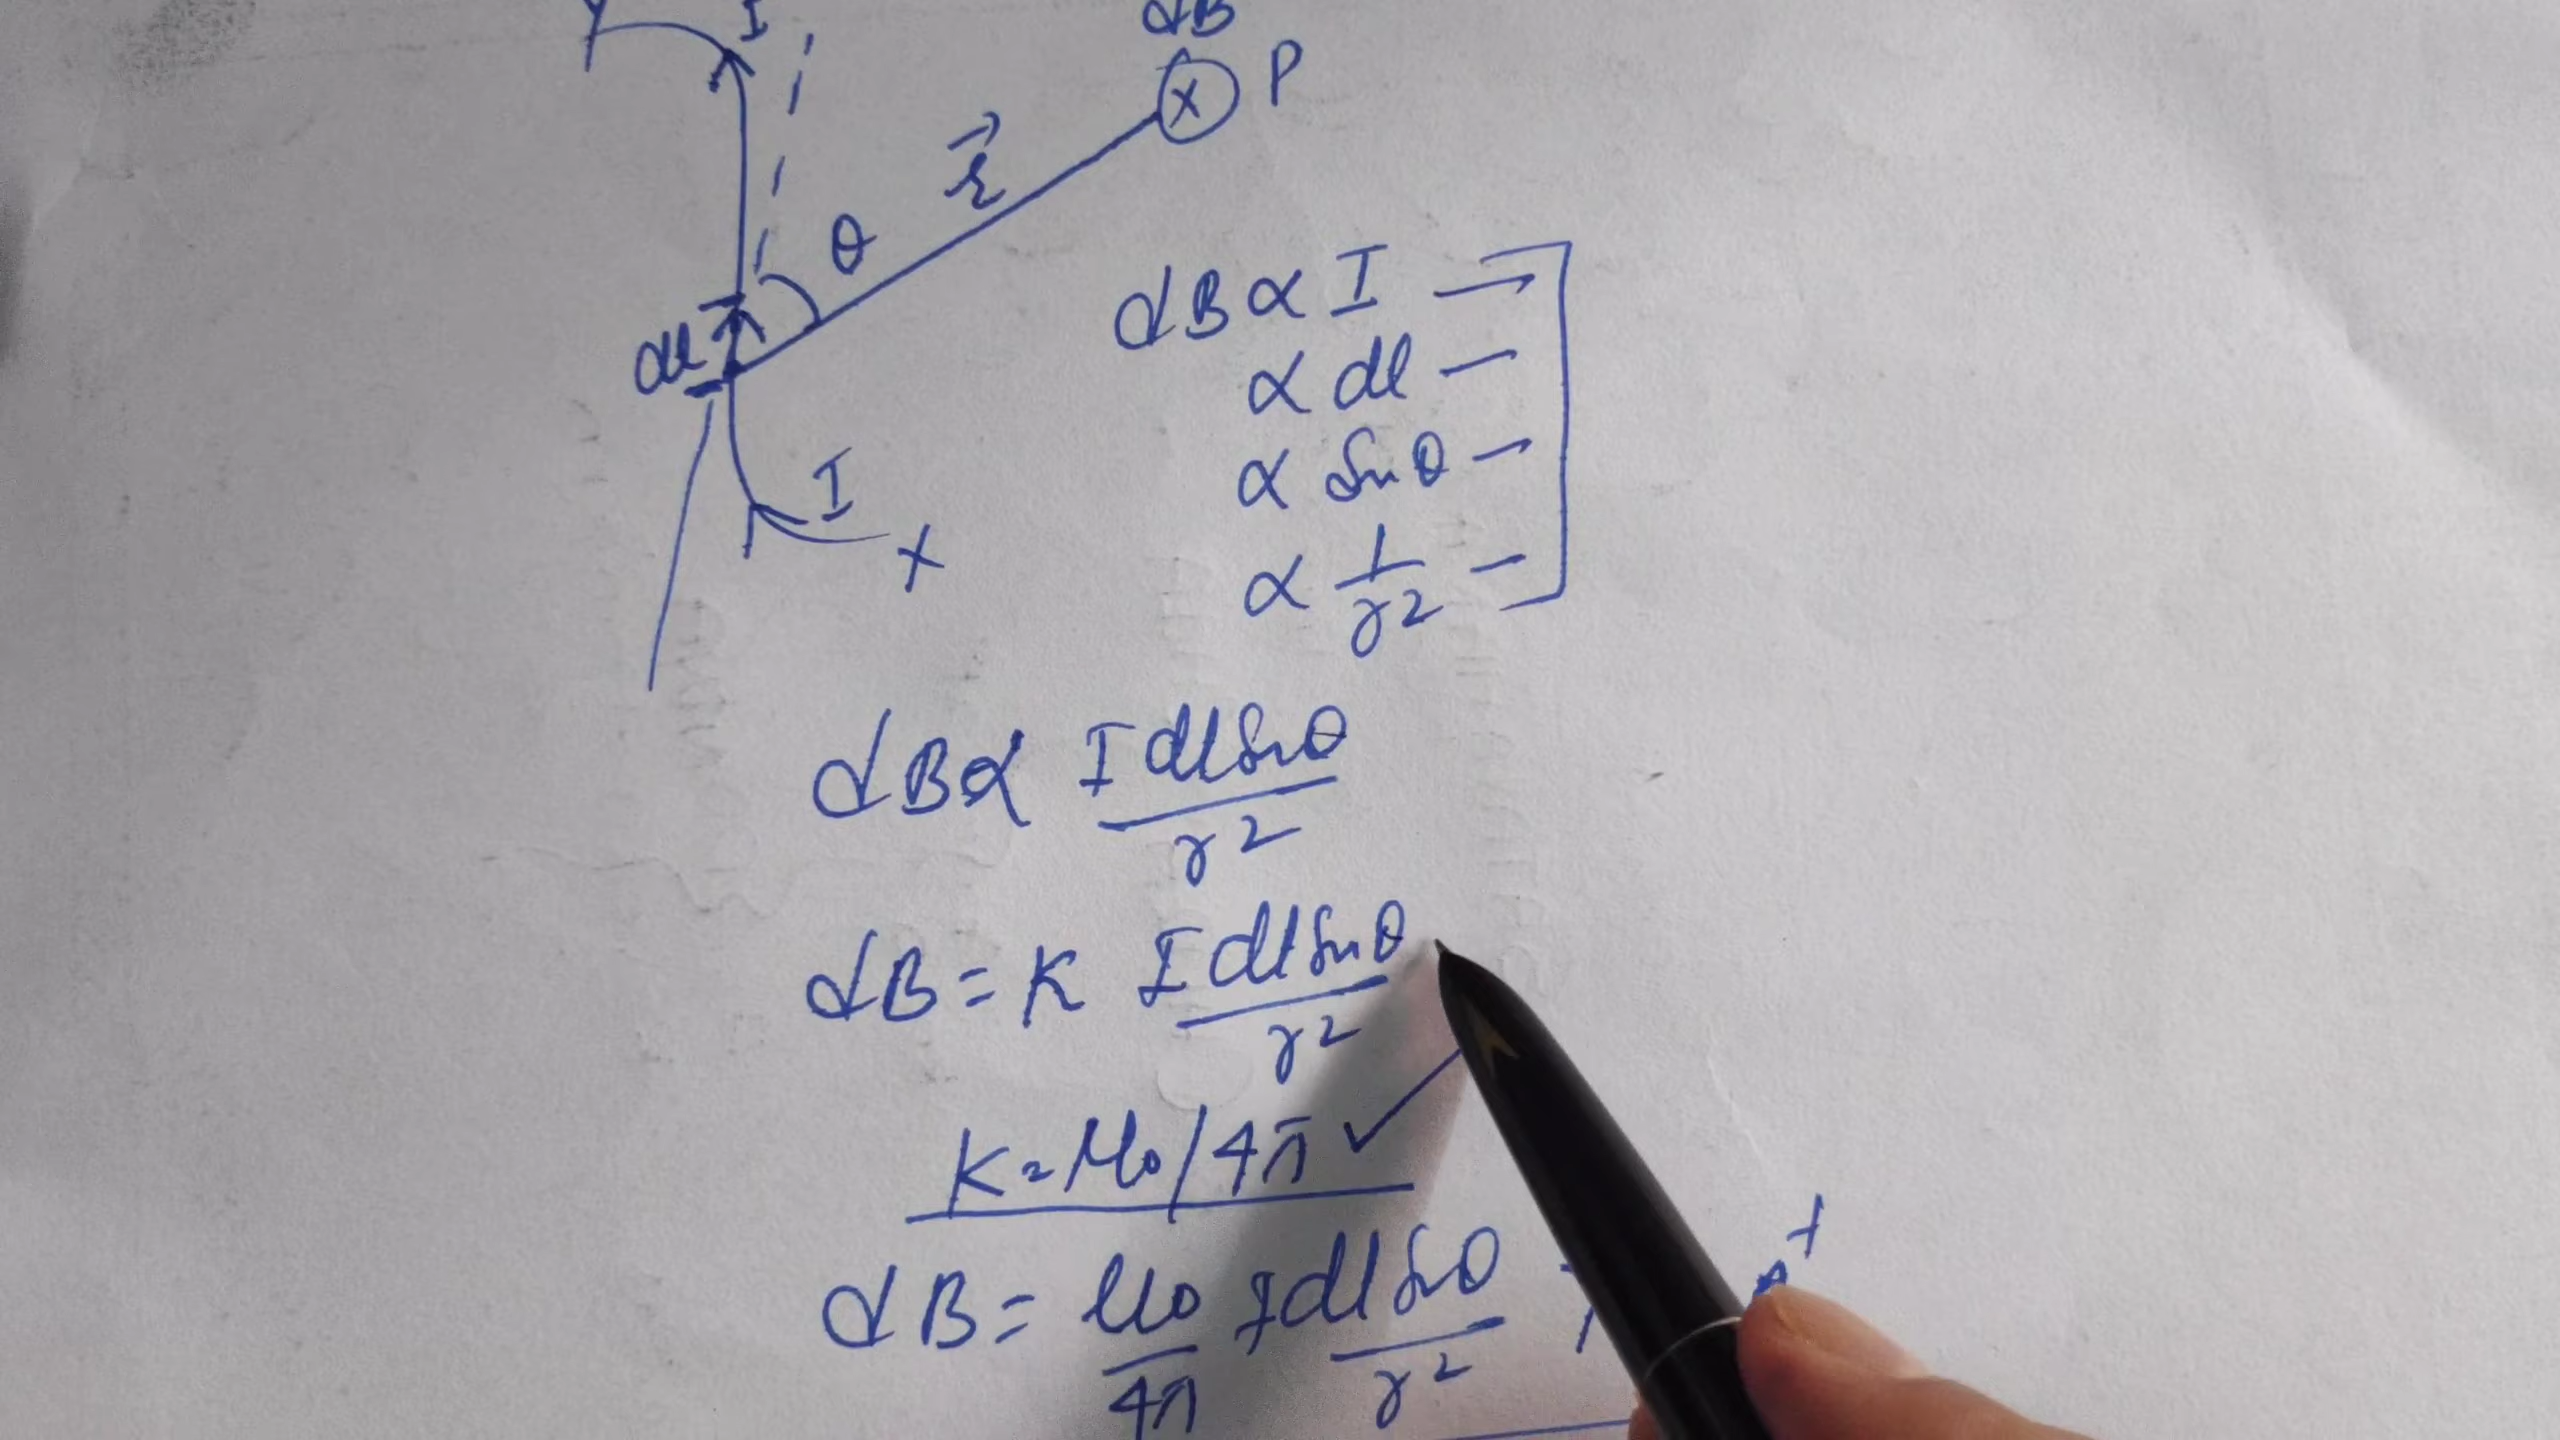 Y I dB
P
r⃗
θ
dl⃗
dB ∝ I
∝ dl
∝ Sinθ
I
X
∝ 1/r²
dB ∝ I dl Sinθ / r²
dB = K I dl Sinθ / r²
K = μ₀/4π ✓
dB = μ₀/4π I dl Sinθ / r²